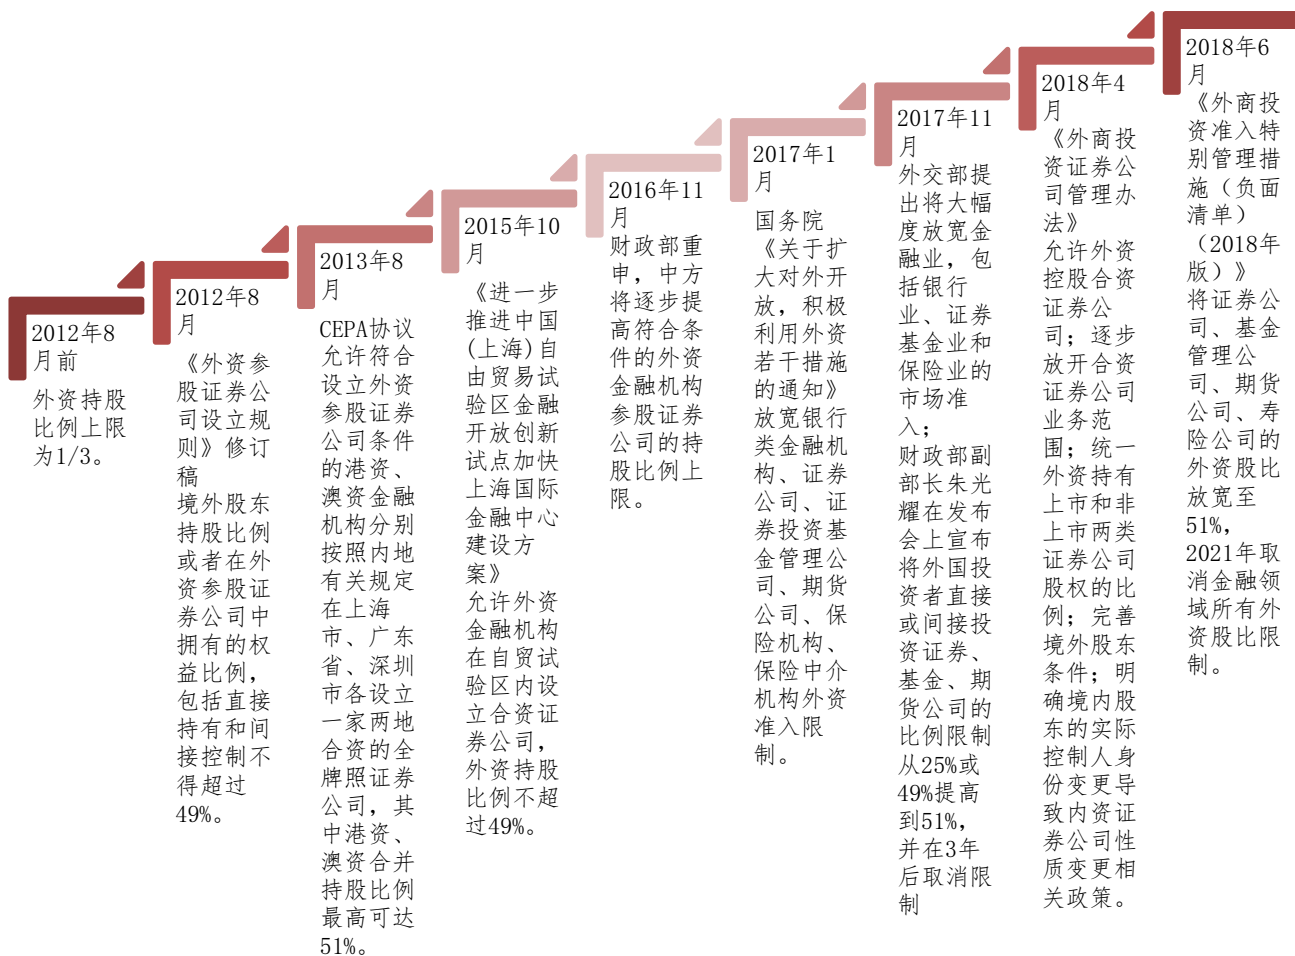 2012年8
月前
外资持股
比例上限
为1/3。
2012年8
月
《外资参
股证券公
司设立规
则》修订
稿
境外股东
持股比例
或者在外
资参股证
券公司中
拥有的权
益比例，
包括直接
持有和间
接控制不
得超过
49%。
2013年8
月
CEPA协议
允许符合
设立外资
参股证券
公司条件
的港资、
澳资金融
机构分别
按照内地
有关规定
在上海
市、广东
省、深圳
市各设立
一家两地
合资的全
牌照证券
公司，其
中港资、
澳资合并
持股比例
最高可达
51%。
2015年10
月
《进一步
推进中国
(上海)自
由贸易试
验区金融
开放创新
试点加快
上海国际
金融中心
建设方
案》
允许外资
金融机构
在自贸试
验区内设
立合资证
券公司，
外资持股
比例不超
过49%。
2016年11
月
财政部重
申，中方
将逐步提
高符合条
件的外资
金融机构
参股证券
公司的持
股比例上
限。
2017年1
月
国务院
《关于扩
大对外开
放，积极
利用外资
若干措施
的通知》
放宽银行
类金融机
构、证券
公司、证
券投资基
金管理公
司、期货
公司、保
险机构、
保险中介
机构外资
准入限
制。
2017年11
月
外交部提
出将大幅
度放宽金
融业，包
括银行
业、证券
基金业和
保险业的
市场准
入；
财政部副
部长朱光
耀在发布
会上宣布
将外国投
资者直接
或间接投
资证券、
基金、期
货公司的
比例限制
从25%或
49%提高
到51%，
并在3年
后取消限
制
2018年4
月
《外商投
资证券公
司管理办
法》
允许外资
控股合资
证券公
司；逐步
放开合资
证券公司
业务范
围；统一
外资持有
上市和非
上市两类
证券公司
股权的比
例；完善
境外股东
条件；明
确境内股
东的实际
控制人身
份变更导
致内资证
券公司性
质变更相
关政策。
2018年6
月
《外商投
资准入特
别管理措
施（负面
清单）
（2018年
版）》
将证券公
司、基金
管理公
司、期货
公司、寿
险公司的
外资股比
放宽至
51%，
2021年取
消金融领
域所有外
资股比限
制。